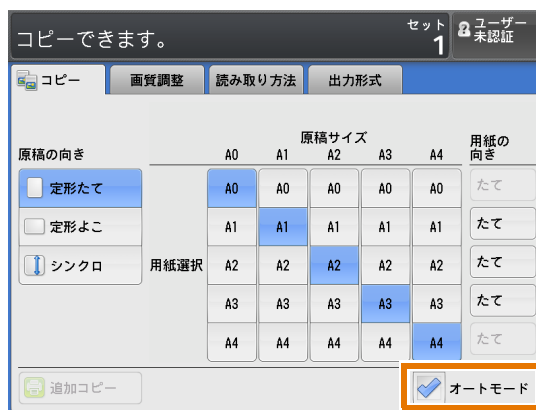 コピーできます。
セット
1
ユーザー
未認証
コピー
画質調整
読み取り方法
出力形式
原稿サイズ
原稿の向き
A0 A1 A2 A3 A4
用紙の
向き
定形たて
A0 A0 A0 A0 A0
たて
定形よこ
A1 A1 A1 A1 A1
たて
シンクロ
用紙選択
A2 A2 A2 A2 A2
たて
A3 A3 A3 A3 A3
たて
A4 A4 A4 A4 A4
たて
追加コピー
オートモード